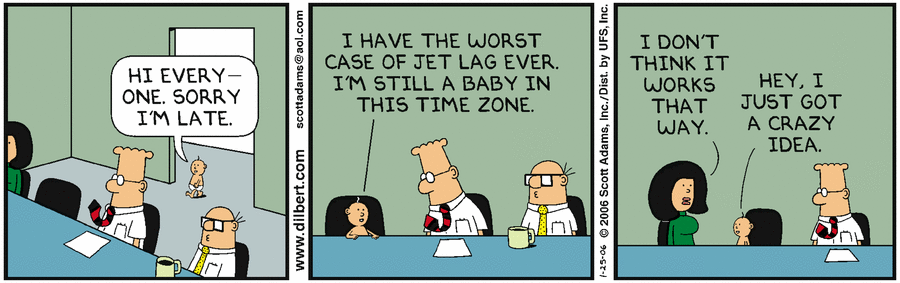 HI EVERY—
ONE. SORRY
I'M LATE.
www.dilbert.com
scottadams@aol.com
I HAVE THE WORST
CASE OF JET LAG EVER.
I'M STILL A BABY IN
THIS TIME ZONE.
1-25-06 © 2006 Scott Adams, Inc./Dist. by UFS, Inc.
I DON'T
THINK IT
WORKS
THAT
WAY.
HEY, I
JUST GOT
A CRAZY
IDEA.